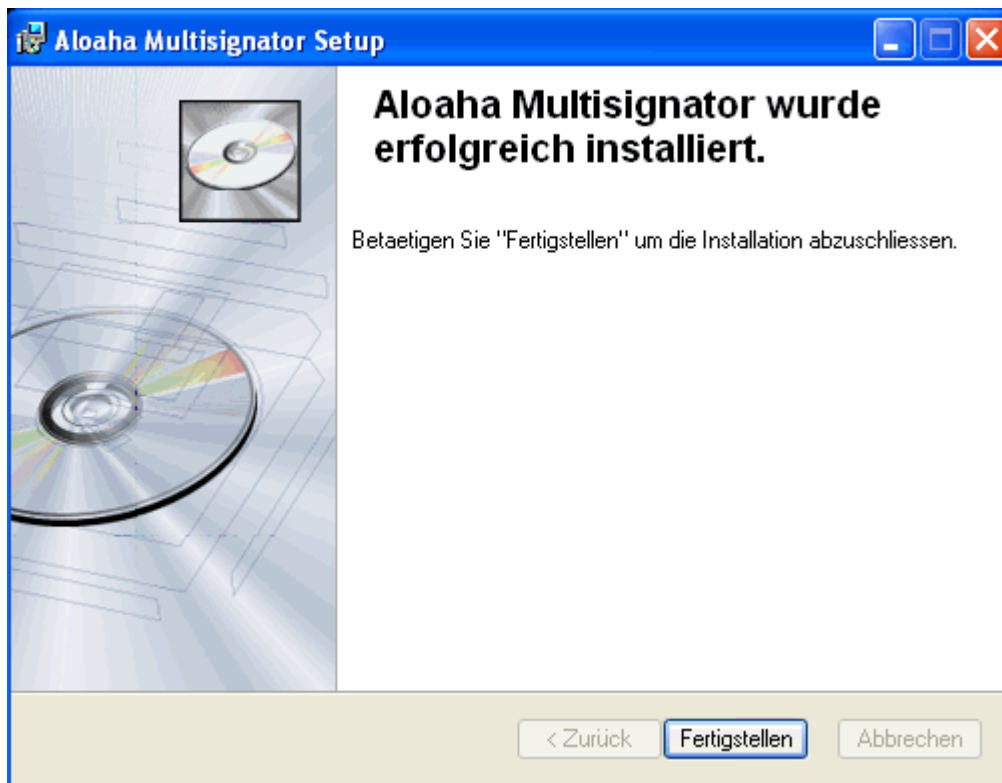 Aloaha Multisignator Setup
Aloaha Multisignator wurde
erfolgreich installiert.
Betaetigen Sie "Fertigstellen" um die Installation abzuschliessen.
< Zurück
Fertigstellen
Abbrechen